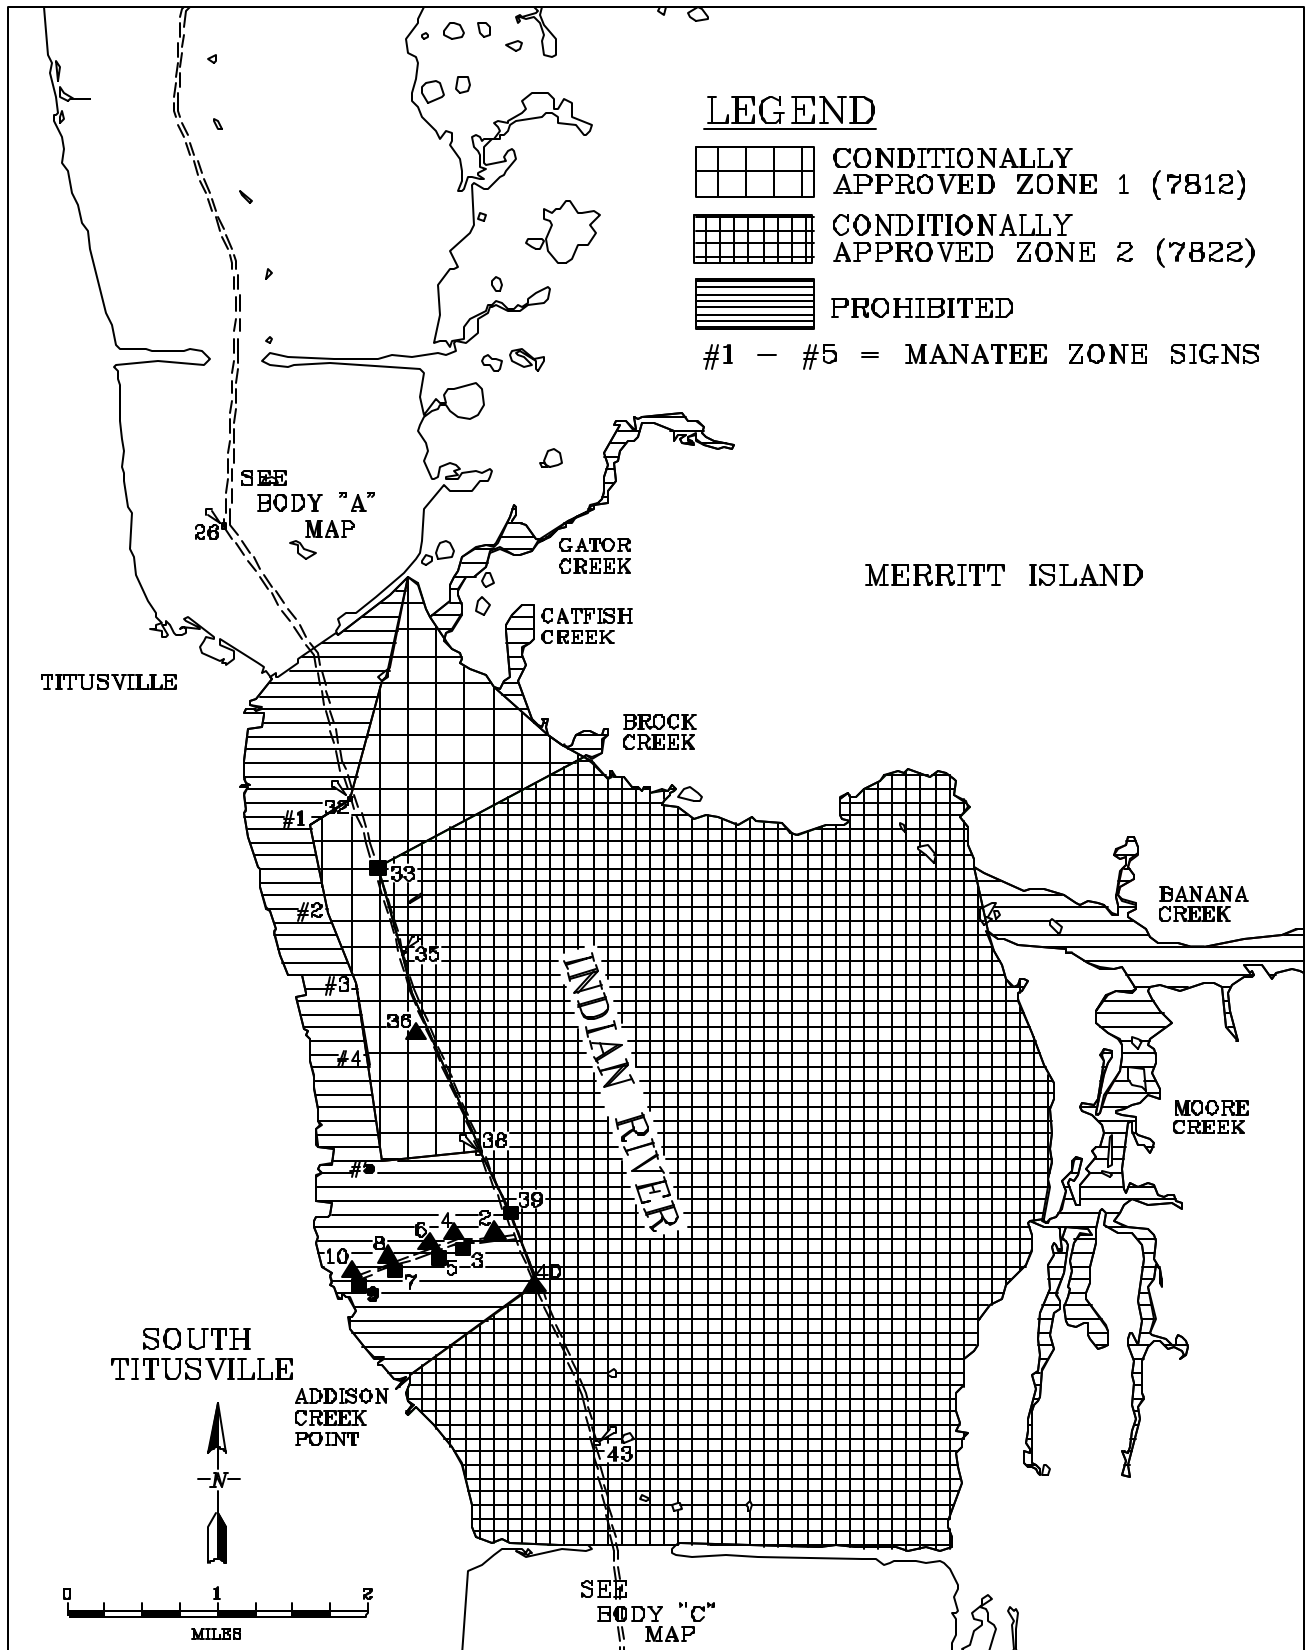 LEGEND
CONDITIONALLY
APPROVED ZONE 1 (7812)
CONDITIONALLY
APPROVED ZONE 2 (7822)
PROHIBITED
#1 - #5 = MANATEE ZONE SIGNS
SEE
BODY "A"
MAP
26
GATOR
CREEK
MERRITT ISLAND
CATFISH
CREEK
TITUSVILLE
BROCK
CREEK
32
#1
33
BANANA
CREEK
#2
35
INDIAN RIVER
#3
36
#4
MOORE
CREEK
38
39
2
4
6
8
10
3
5
7
9
40
SOUTH
TITUSVILLE
ADDISON
CREEK
POINT
43
-N-
0 1 2
MILES
SEE
BODY "C"
MAP